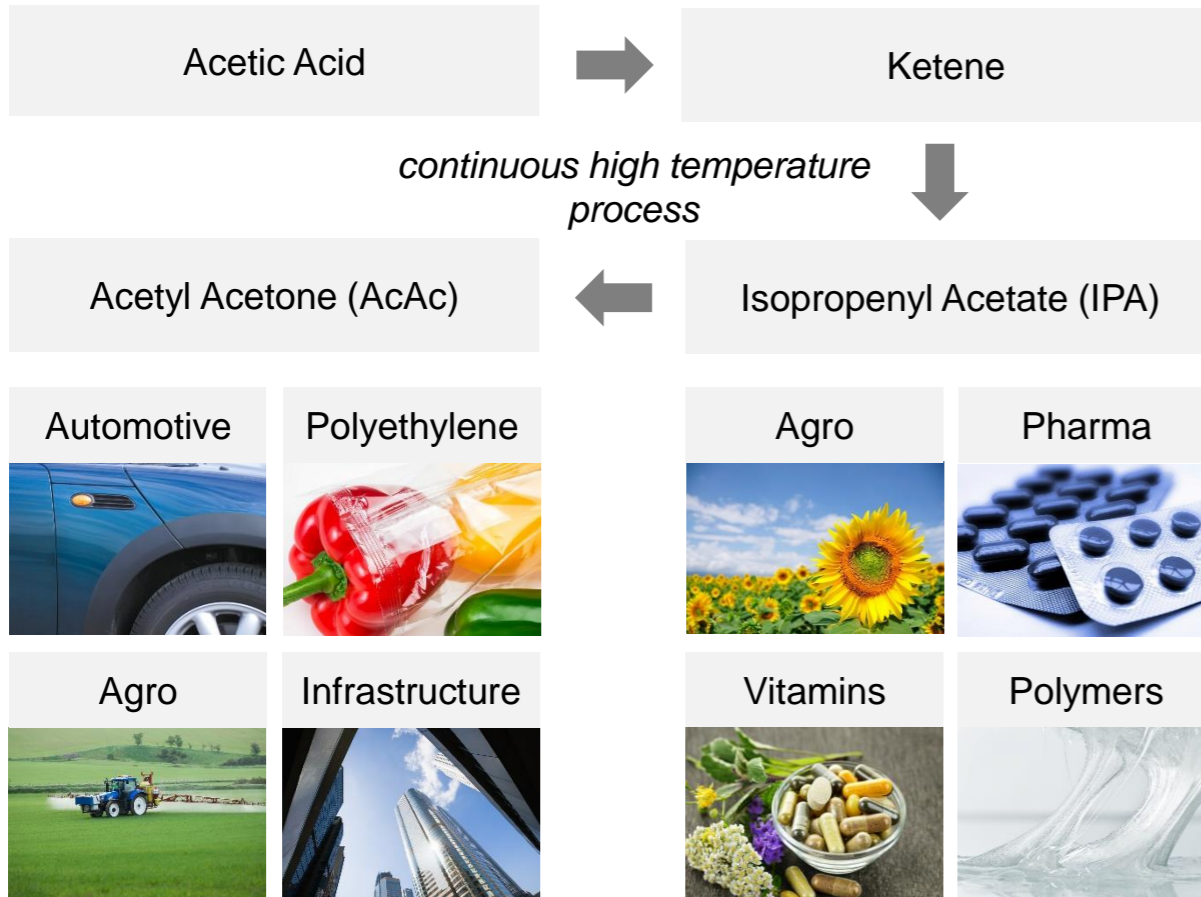 Acetic Acid
Ketene
continuous high temperature
process
Acetyl Acetone (AcAc)
Isopropenyl Acetate (IPA)
Automotive
Polyethylene
Agro
Pharma
Agro
Infrastructure
Vitamins
Polymers